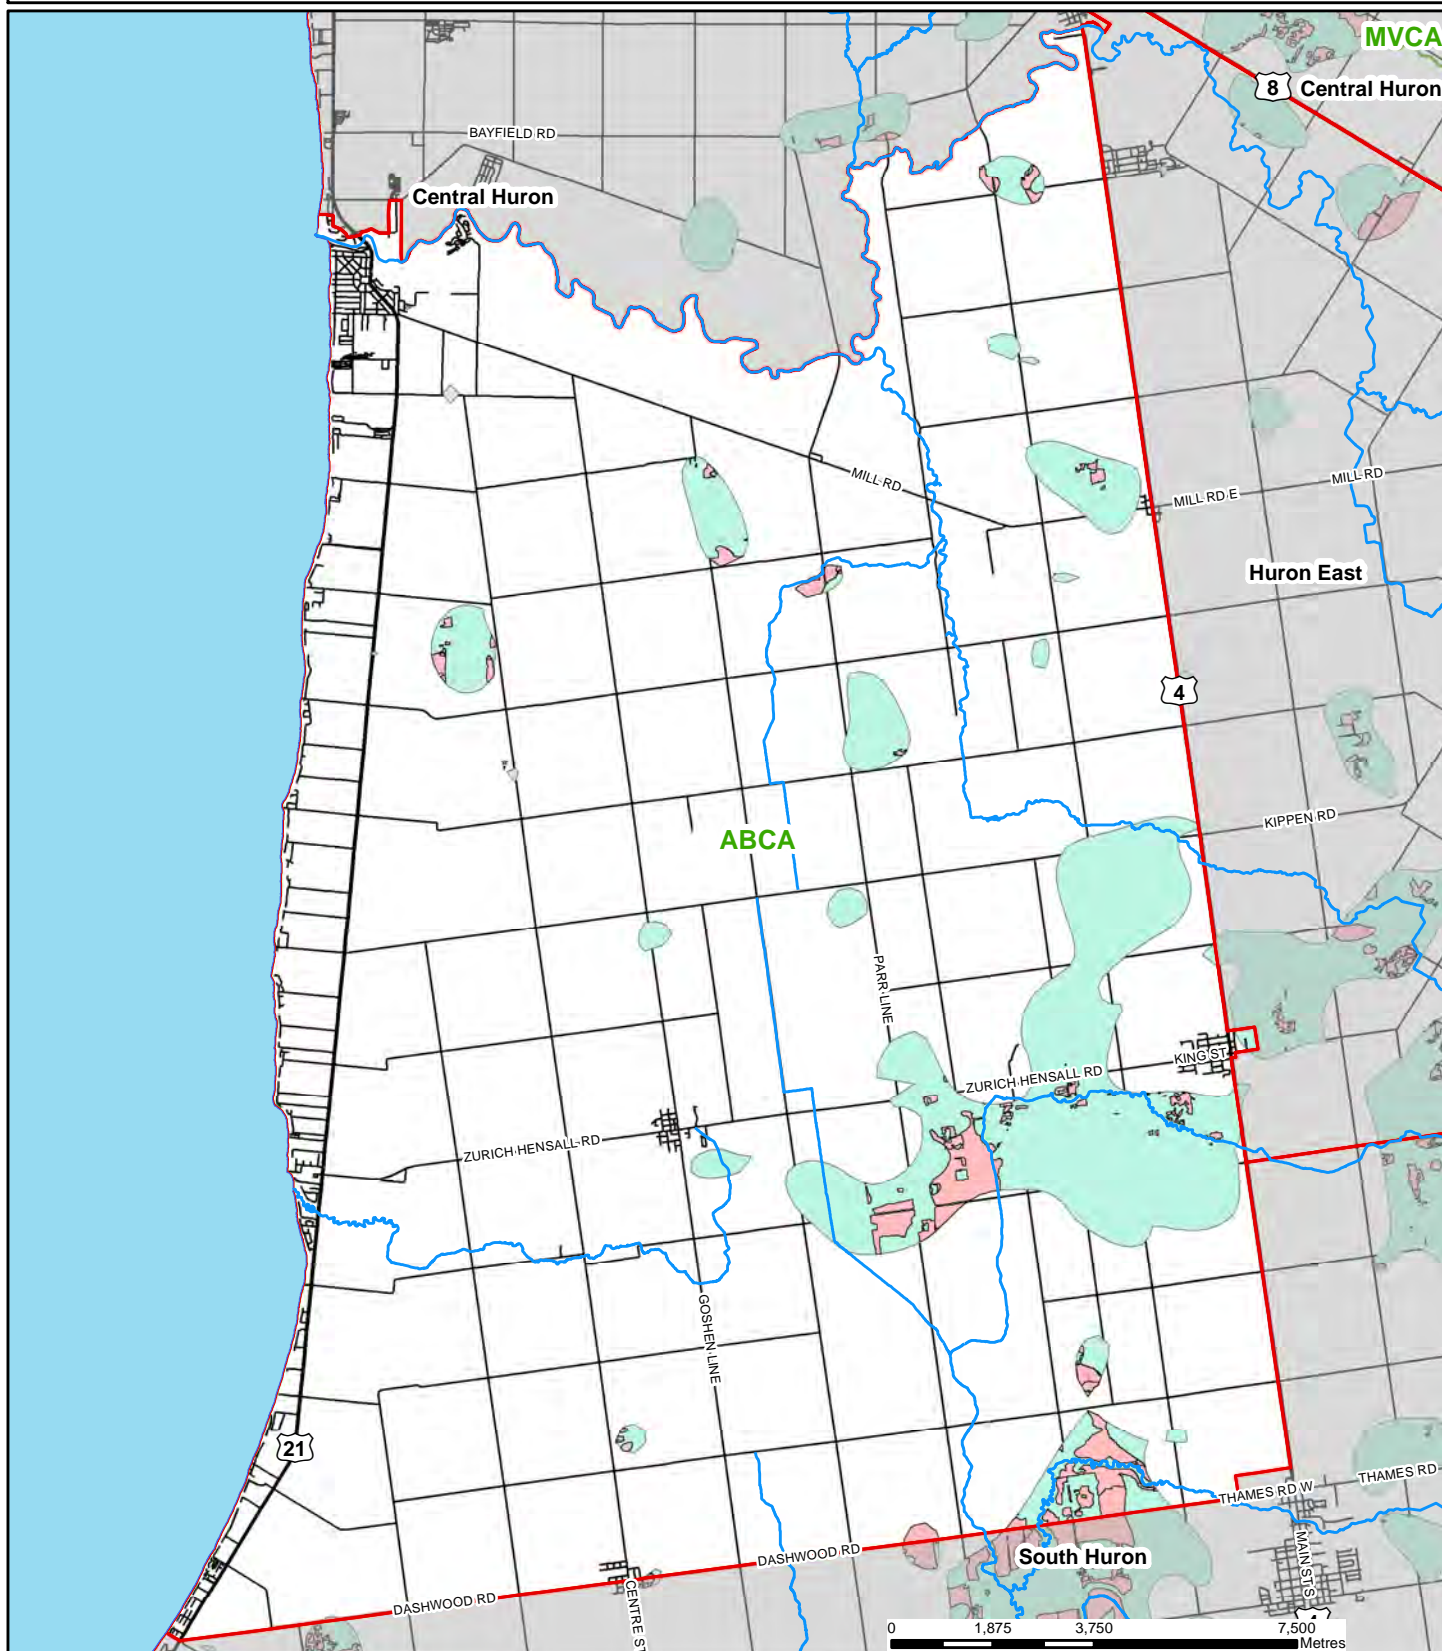 MVCA
8 Central Huron
BAYFIELD RD
Central Huron
MILL RD
MILL RD E
MILL RD
Huron East
4
KIPPEN RD
ABCA
PARR LINE
KING ST
ZURICH HENSALL RD
ZURICH HENSALL RD
GOSHEN LINE
21
THAMES RD W
THAMES RD
MAIN ST S
DASHWOOD RD
South Huron
DASHWOOD RD
CENTRE ST
4
0 1,875 3,750 7,500
Metres